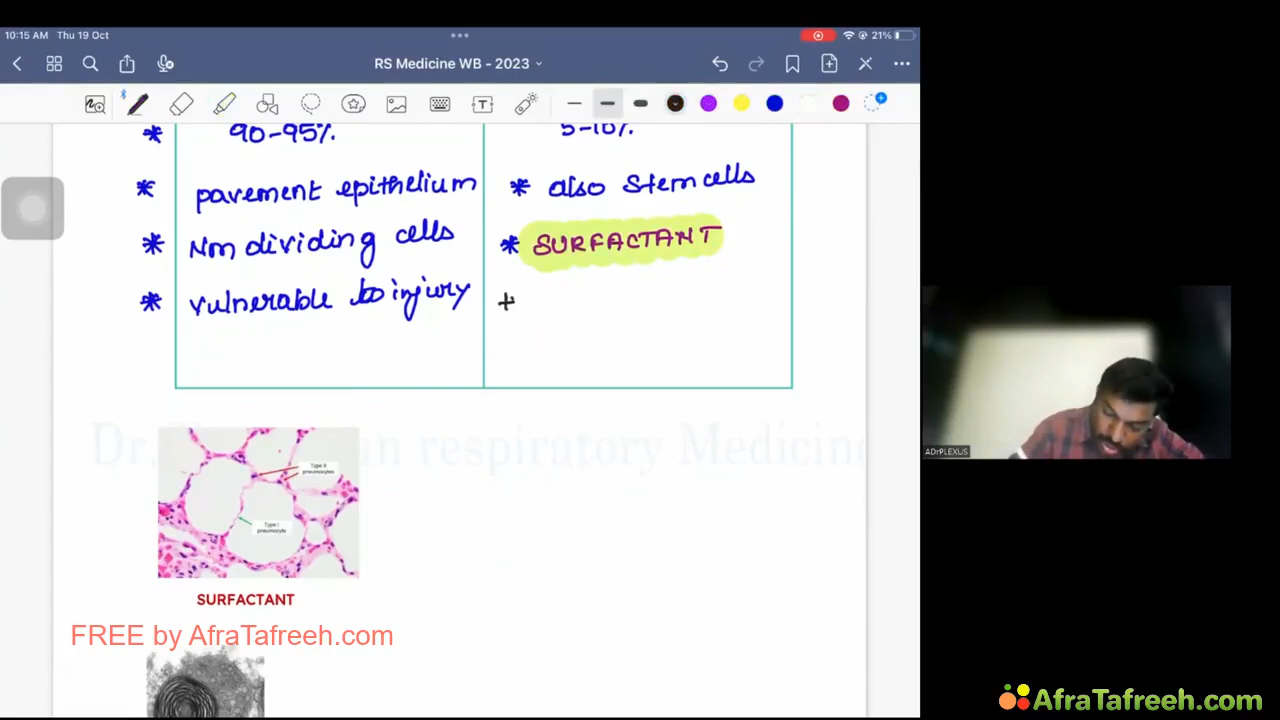 10:15 AM Thu 19 Oct
21%
RS Medicine WB - 2023
* 90-95%. 5-10%.
* pavement epithelium * also Stem cells
* Non dividing cells * SURFACTANT
* vulnerable to injury +
respiratory Medicine
Type II pneumocytes
Type I pneumocyte
SURFACTANT
FREE by AfraTafreeh.com
ADrPLEXUS
AfraTafreeh.com